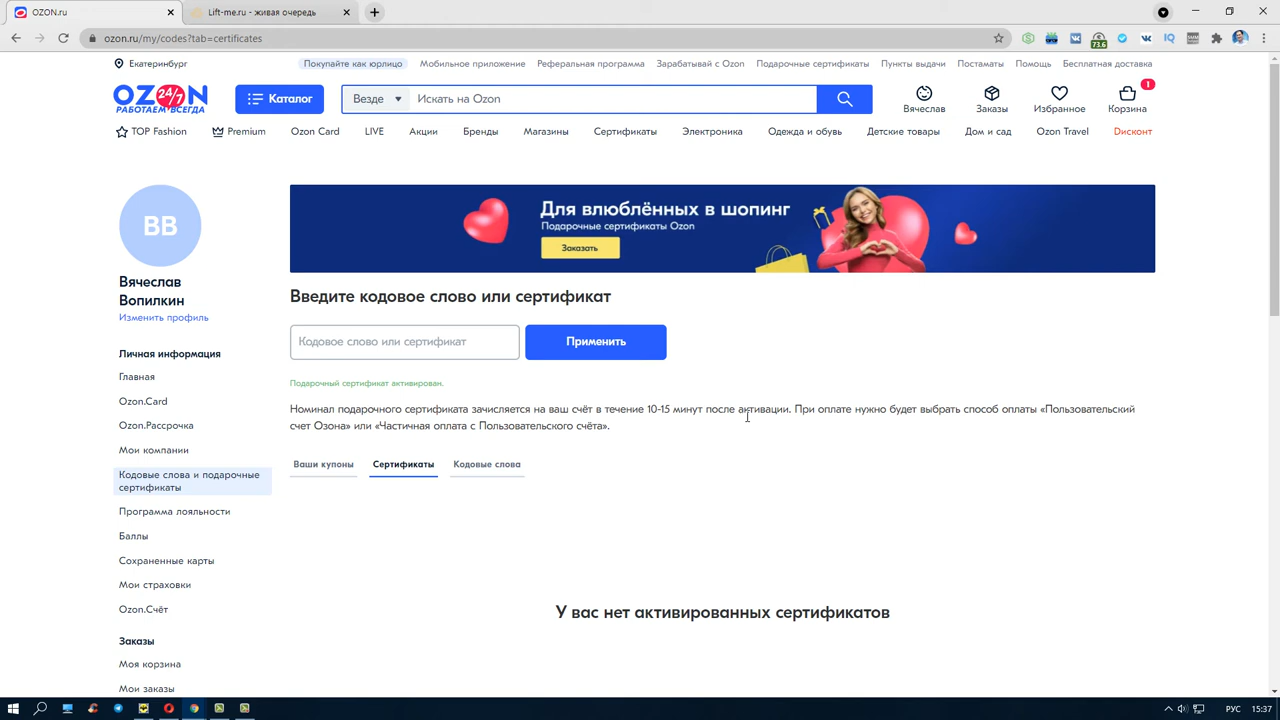 OZON.ru
Lift-me.ru - живая очередь
ozon.ru/my/codes?tab=certificates
73.6
Екатеринбург
Покупайте как юрлицо
Мобильное приложение
Реферальная программа
Зарабатывай с Ozon
Подарочные сертификаты
Пункты выдачи
Постаматы
Помощь
Бесплатная доставка
OZON 24/7
РАБОТАЕМ ВСЕГДА
Каталог
Везде
Искать на Ozon
Вячеслав
Заказы
Избранное
1
Корзина
TOP Fashion
Premium
Ozon Card
LIVE
Акции
Бренды
Магазины
Сертификаты
Электроника
Одежда и обувь
Детские товары
Дом и сад
Ozon Travel
Dисконт
ВВ
Вячеслав
Вопилкин
Изменить профиль
Личная информация
Главная
Ozon.Card
Ozon.Рассрочка
Мои компании
Кодовые слова и подарочные
сертификаты
Программа лояльности
Баллы
Сохраненные карты
Мои страховки
Ozon.Счёт
Заказы
Моя корзина
Мои заказы
Для влюблённых в шопинг
Подарочные сертификаты Ozon
Заказать
Введите кодовое слово или сертификат
Кодовое слово или сертификат
Применить
Подарочный сертификат активирован.
Номинал подарочного сертификата зачисляется на ваш счёт в течение 10-15 минут после активации. При оплате нужно будет выбрать способ оплаты «Пользовательский
счет Озона» или «Частичная оплата с Пользовательского счёта».
Ваши купоны
Сертификаты
Кодовые слова
У вас нет активированных сертификатов
РУС
15:37